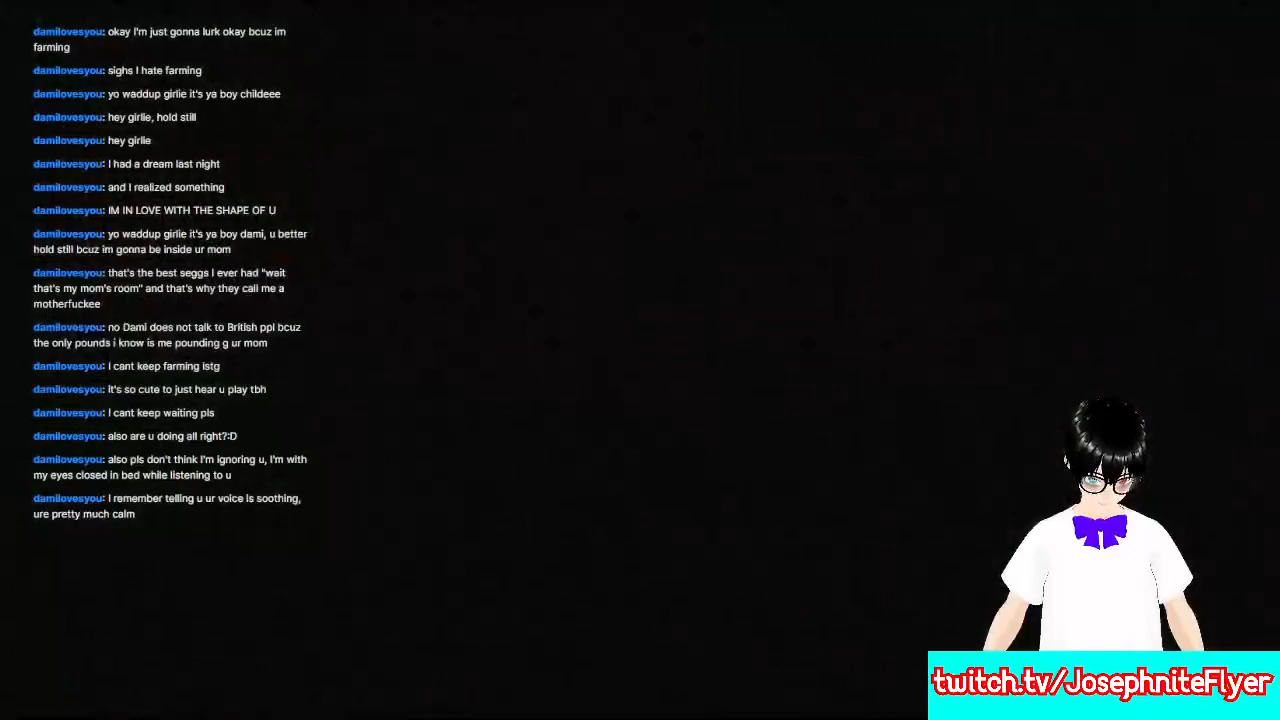 damilovesyou: okay I'm just gonna lurk okay bcuz im
farming
damilovesyou: sighs I hate farming
damilovesyou: yo waddup girlie it's ya boy childeee
damilovesyou: hey girlie, hold still
damilovesyou: hey girlie
damilovesyou: I had a dream last night
damilovesyou: and I realized something
damilovesyou: IM IN LOVE WITH THE SHAPE OF U
damilovesyou: yo waddup girlie it's ya boy dami, u better
hold still bcuz im gonna be inside ur mom
damilovesyou: that's the best seggs I ever had "wait
that's my mom's room" and that's why they call me a
motherfuckee
damilovesyou: no Dami does not talk to British ppl bcuz
the only pounds i know is me pounding g ur mom
damilovesyou: I cant keep farming istg
damilovesyou: it's so cute to just hear u play tbh
damilovesyou: I cant keep waiting pls
damilovesyou: also are u doing all right?:D
damilovesyou: also pls don't think I'm ignoring u, I'm with
my eyes closed in bed while listening to u
damilovesyou: I remember telling u ur voice is soothing,
ure pretty much calm
twitch.tv/JosephniteFlyer